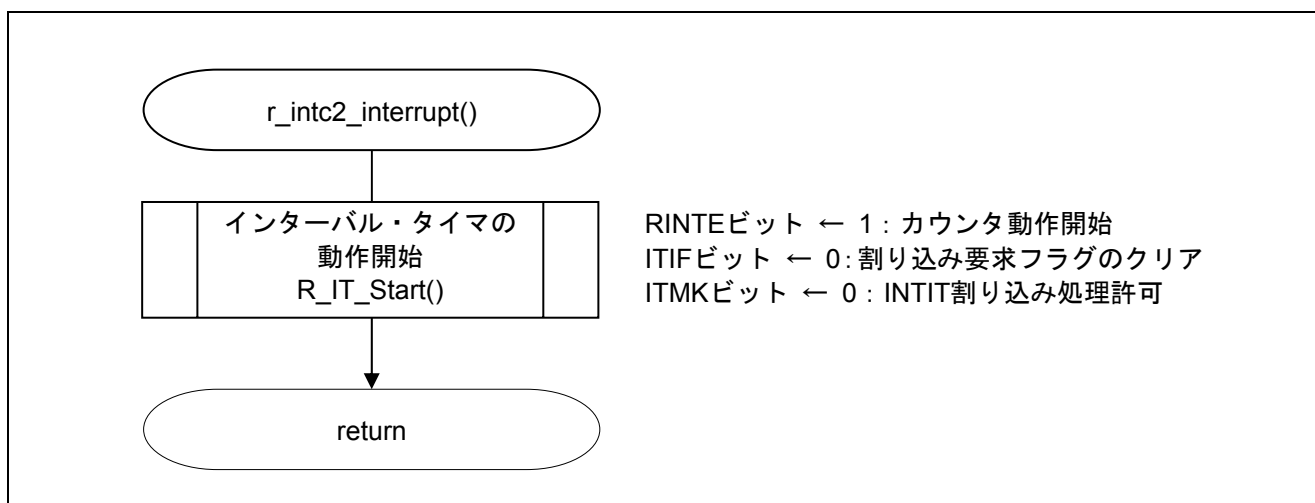 r_intc2_interrupt()
インターバル・タイマの
動作開始
R_IT_Start()
RINTEビット ← 1：カウンタ動作開始
ITIFビット ← 0：割り込み要求フラグのクリア
ITMKビット ← 0：INTIT割り込み処理許可
return